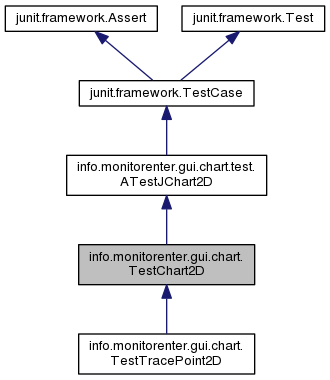 junit.framework.Assert
junit.framework.Test
junit.framework.TestCase
info.monitorenter.gui.chart.test.
ATestJChart2D
info.monitorenter.gui.chart.
TestChart2D
info.monitorenter.gui.chart.
TestTracePoint2D